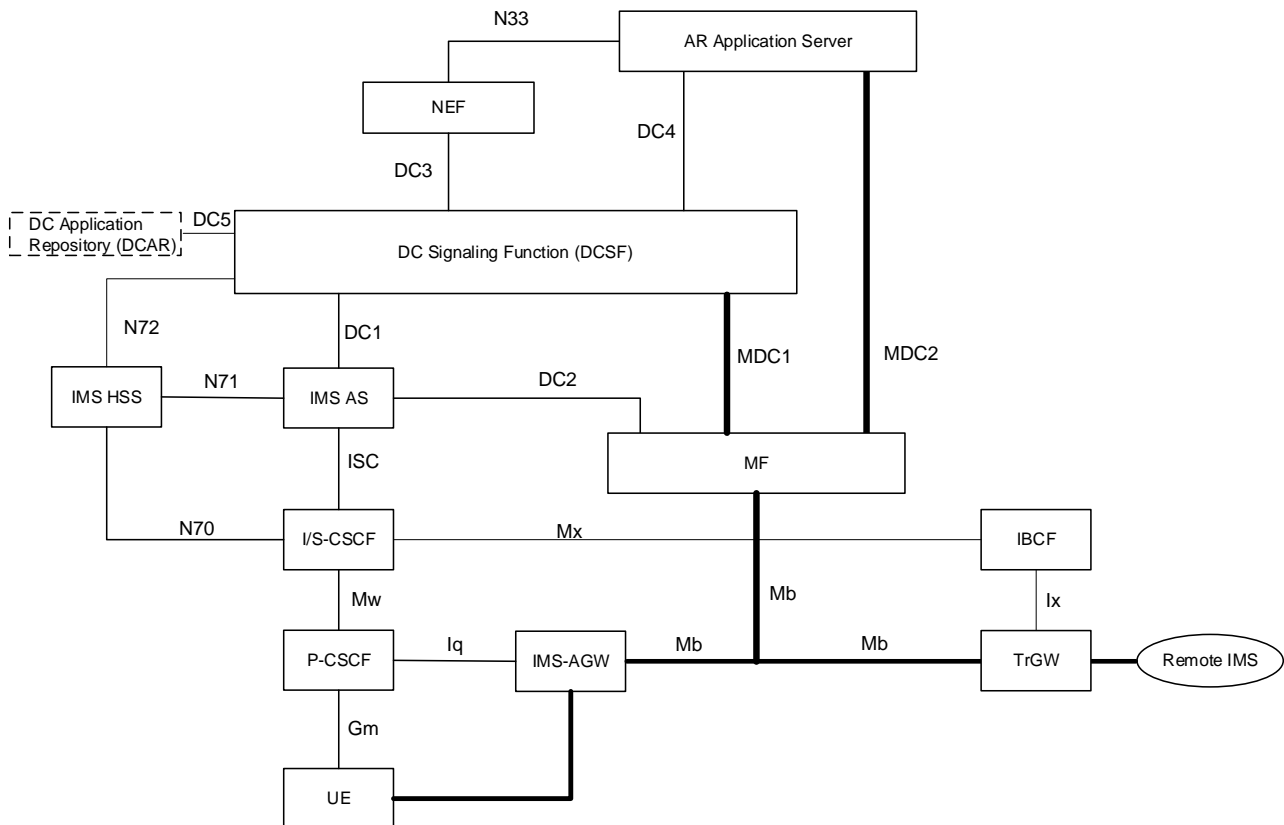 N33
AR Application Server
NEF
DC4
DC3
DC Application
Repository (DCAR)
DC5
DC Signaling Function (DCSF)
N72
DC1
MDC1
MDC2
IMS HSS
N71
IMS AS
DC2
ISC
MF
N70
I/S-CSCF
Mx
IBCF
Mw
Mb
Ix
P-CSCF
Iq
IMS-AGW
Mb
Mb
TrGW
Remote IMS
Gm
UE